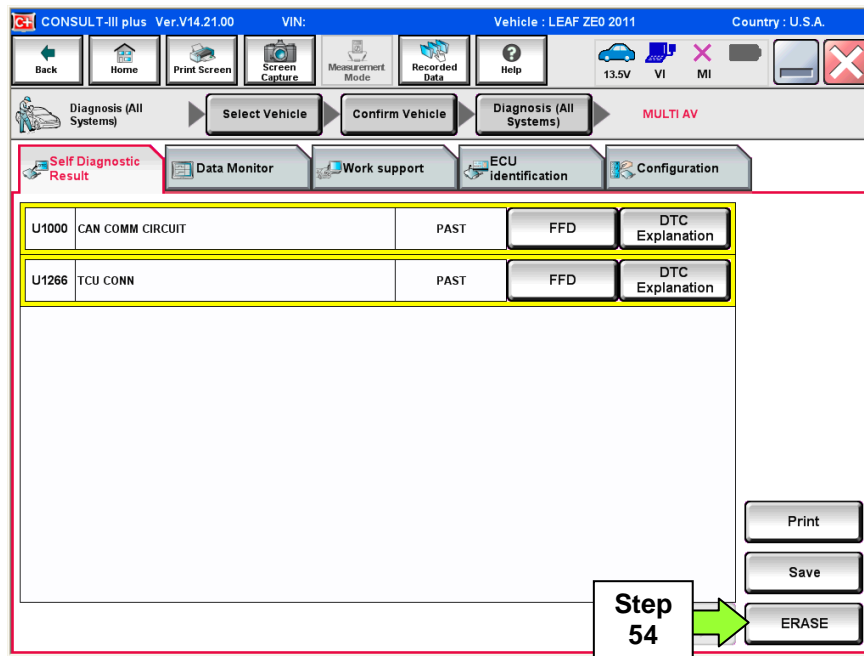 C+ CONSULT-III plus Ver.V14.21.00 VIN: Vehicle : LEAF ZE0 2011 Country : U.S.A.
Back
Home
Print Screen
Screen
Capture
Measurement
Mode
Recorded
Data
Help
13.5V
VI
MI
Diagnosis (All
Systems)
Select Vehicle
Confirm Vehicle
Diagnosis (All
Systems)
MULTI AV
Self Diagnostic
Result
Data Monitor
Work support
ECU
identification
Configuration
U1000 CAN COMM CIRCUIT PAST FFD
DTC
Explanation
U1266 TCU CONN PAST FFD
DTC
Explanation
Print
Save
Step
54
ERASE